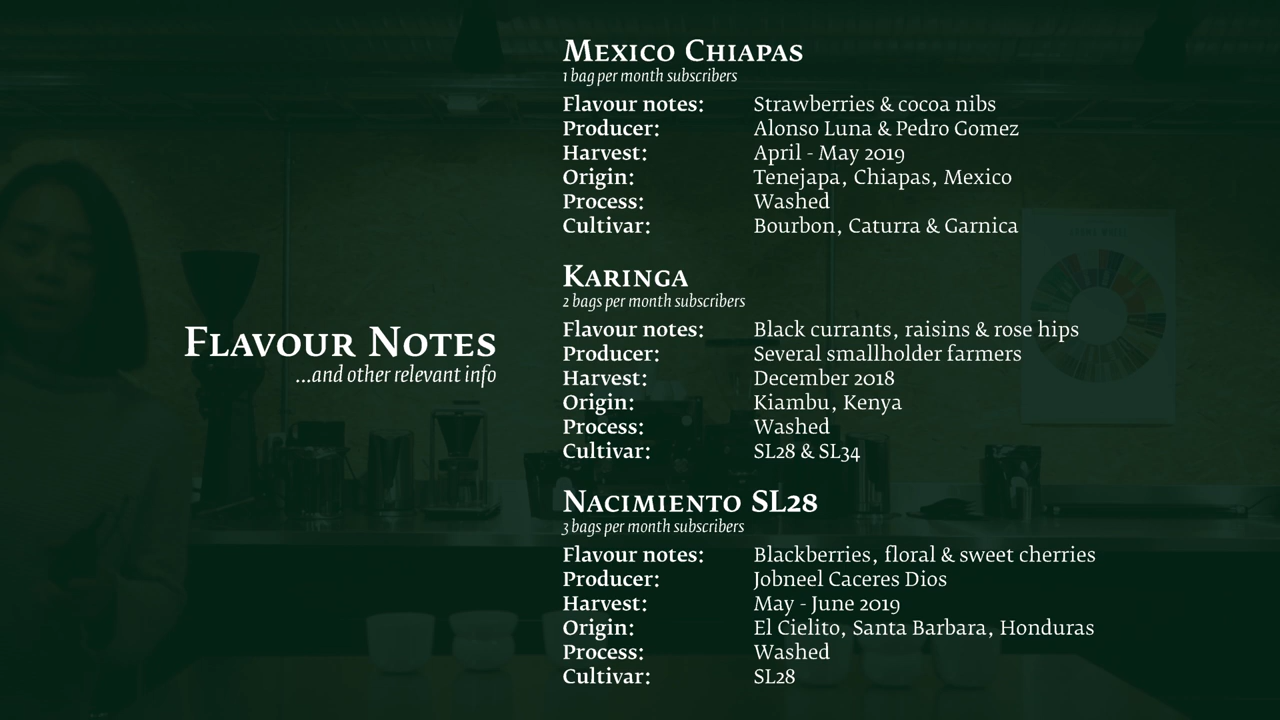 Flavour Notes
...and other relevant info
Mexico Chiapas
1 bag per month subscribers
Flavour notes: Strawberries & cocoa nibs
Producer: Alonso Luna & Pedro Gomez
Harvest: April - May 2019
Origin: Tenejapa, Chiapas, Mexico
Process: Washed
Cultivar: Bourbon, Caturra & Garnica
Karinga
2 bags per month subscribers
Flavour notes: Black currants, raisins & rose hips
Producer: Several smallholder farmers
Harvest: December 2018
Origin: Kiambu, Kenya
Process: Washed
Cultivar: SL28 & SL34
Nacimiento SL28
3 bags per month subscribers
Flavour notes: Blackberries, floral & sweet cherries
Producer: Jobneel Caceres Dios
Harvest: May - June 2019
Origin: El Cielito, Santa Barbara, Honduras
Process: Washed
Cultivar: SL28